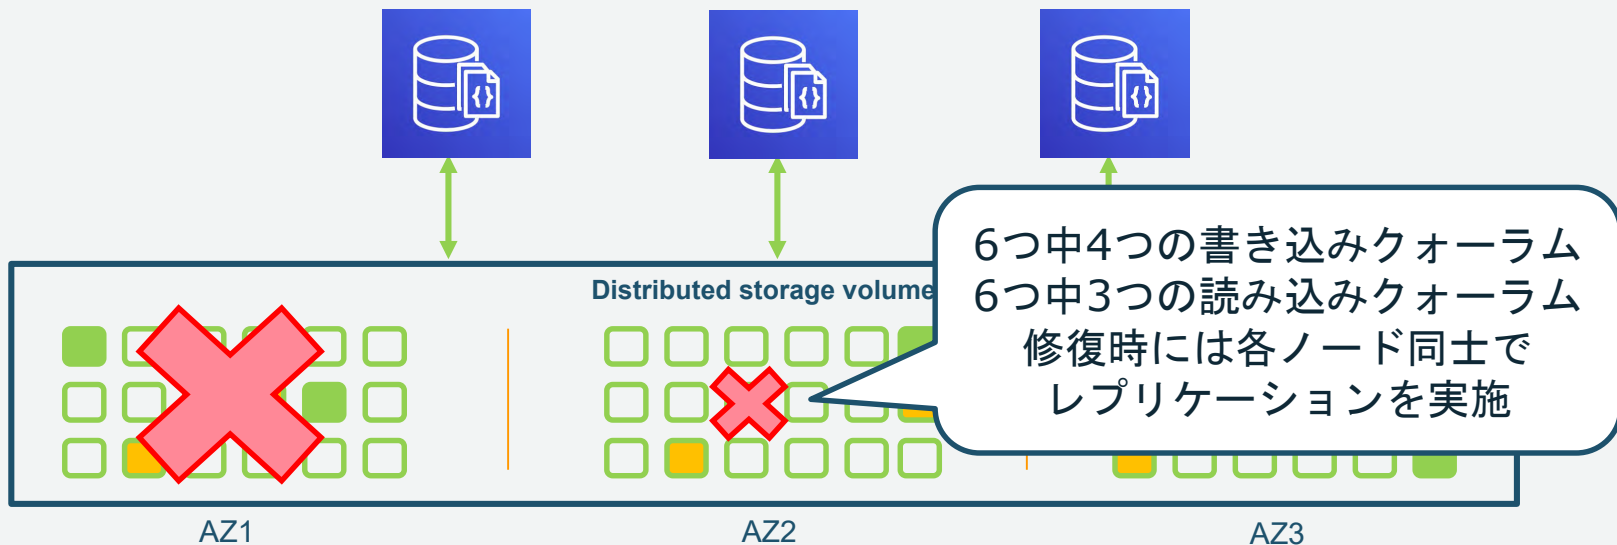 {}
{}
{}
Distributed storage volume
6つ中4つの書き込みクォーラム
6つ中3つの読み込みクォーラム
修復時には各ノード同士で
レプリケーションを実施
AZ1
AZ2
AZ3